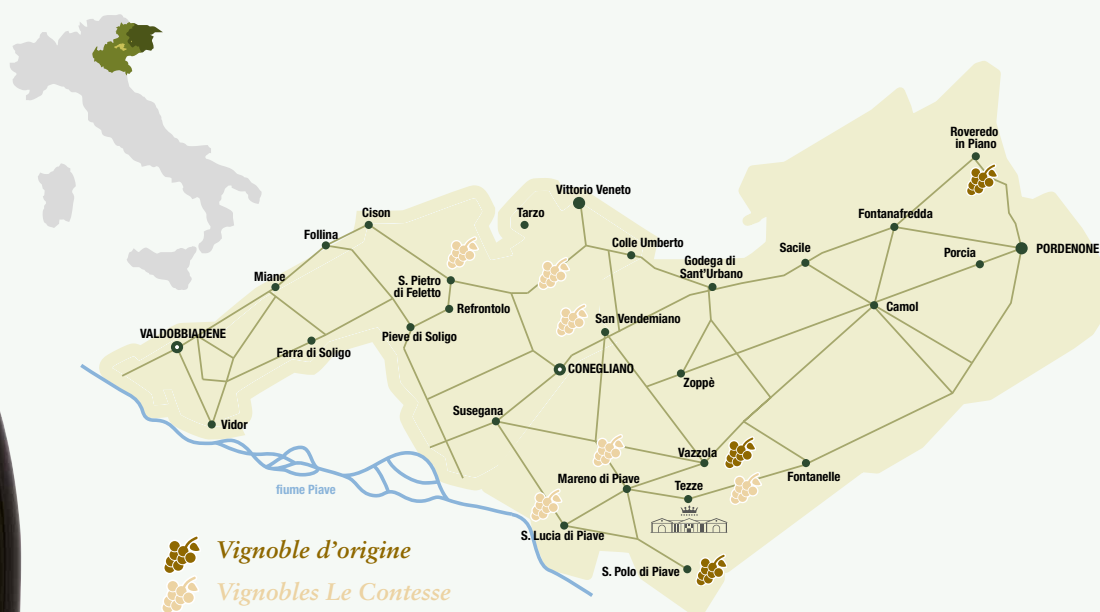 Roveredo
in Piano
Vittorio Veneto
Cison
Tarzo
Fontanafredda
Follina
Colle Umberto
Sacile
PORDENONE
Porcia
Godega di
Sant'Urbano
Miane
S. Pietro
di Feletto
Refrontolo
Camol
San Vendemiano
VALDOBBIADENE
Pieve di Soligo
Farra di Soligo
CONEGLIANO
Zoppè
Susegana
Vidor
Vazzola
Mareno di Piave
Tezze
Fontanelle
fiume Piave
S. Lucia di Piave
S. Polo di Piave
Vignoble d'origine
Vignobles Le Contesse